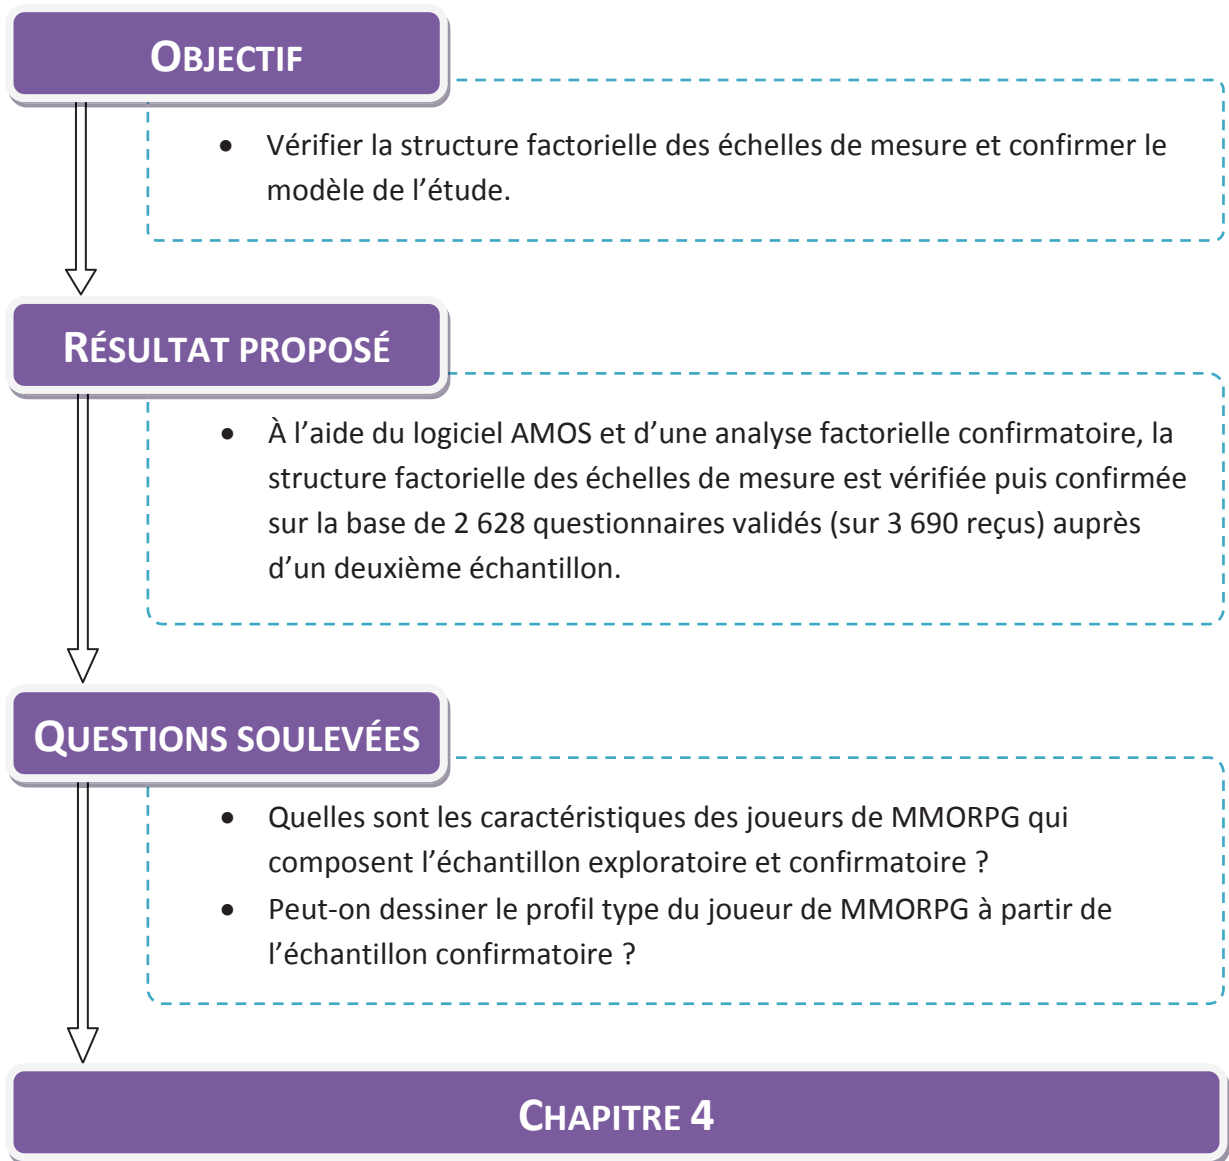 OBJECTIF
• Vérifier la structure factorielle des échelles de mesure et confirmer le
modèle de l’étude.
RÉSULTAT PROPOSÉ
• À l’aide du logiciel AMOS et d’une analyse factorielle confirmatoire, la
structure factorielle des échelles de mesure est vérifiée puis confirmée
sur la base de 2 628 questionnaires validés (sur 3 690 reçus) auprès
d’un deuxième échantillon.
QUESTIONS SOULEVÉES
• Quelles sont les caractéristiques des joueurs de MMORPG qui
composent l’échantillon exploratoire et confirmatoire ?
• Peut-on dessiner le profil type du joueur de MMORPG à partir de
l’échantillon confirmatoire ?
CHAPITRE 4